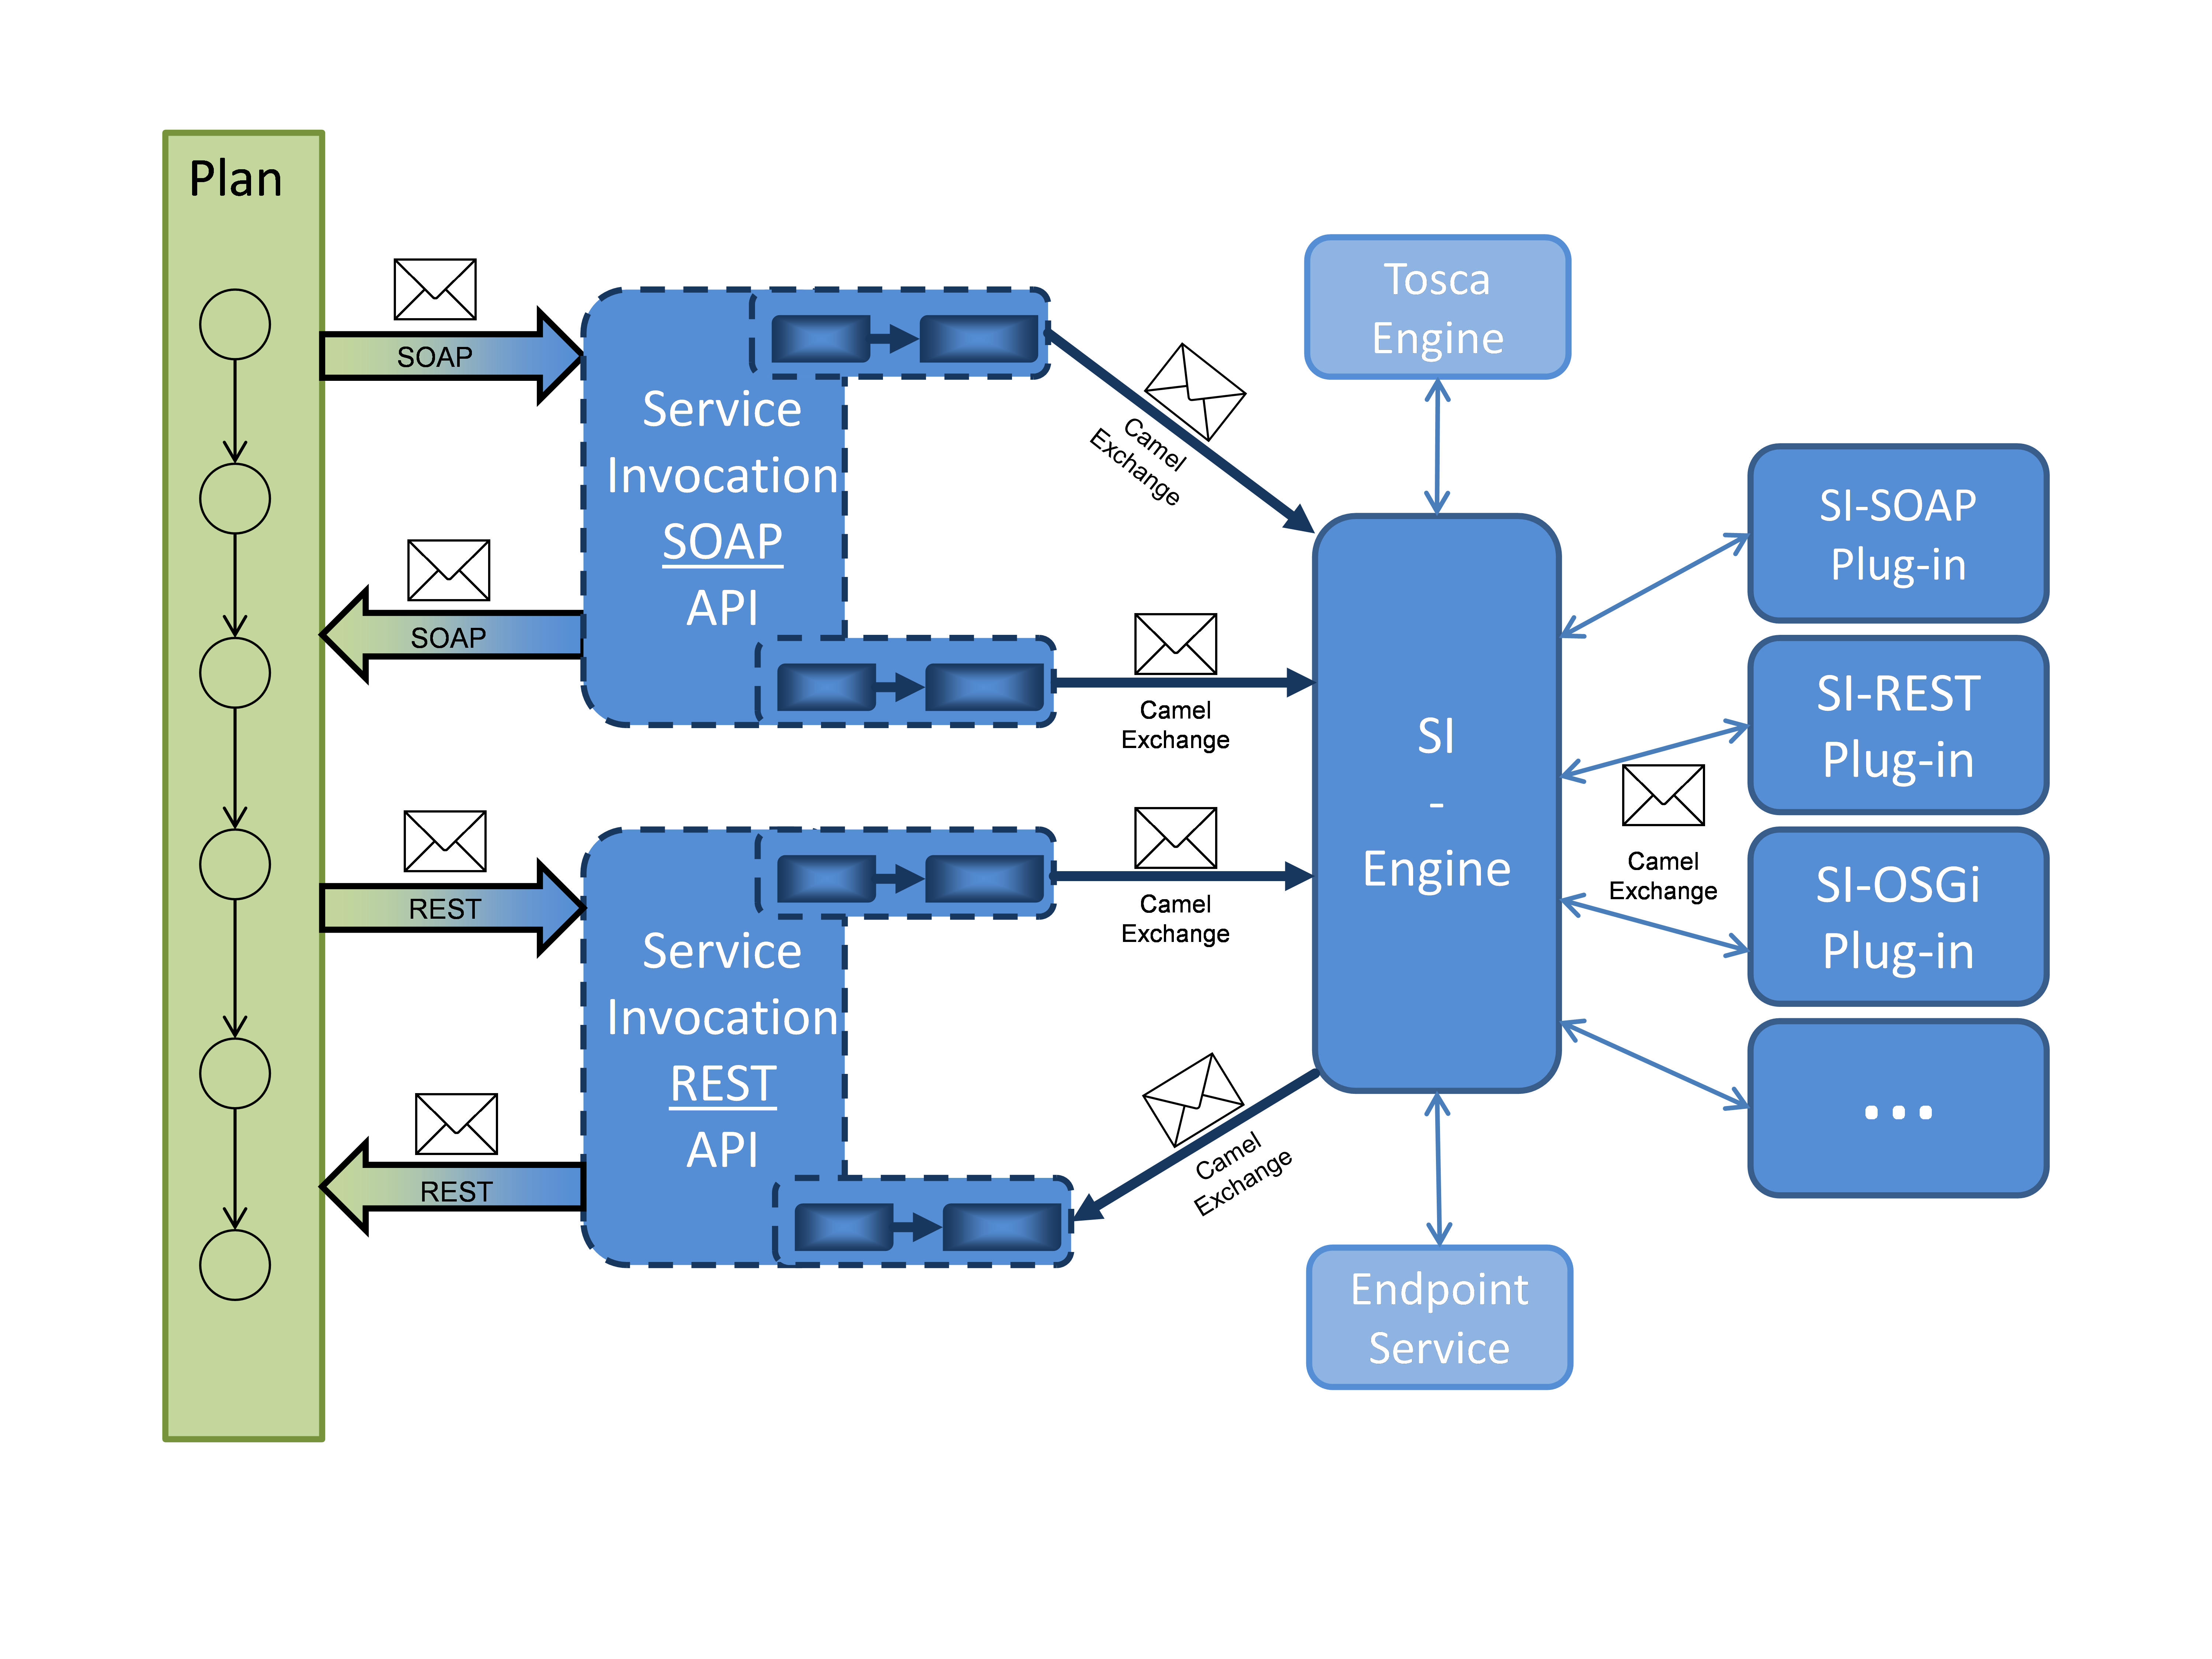 Plan
SOAP
SOAP
REST
REST
Service
Invocation
SOAP
API
Service
Invocation
REST
API
Camel
Exchange
Camel
Exchange
Camel
Exchange
Camel
Exchange
Tosca
Engine
SI
-
Engine
Endpoint
Service
Camel
Exchange
SI-SOAP
Plug-in
SI-REST
Plug-in
SI-OSGi
Plug-in
...